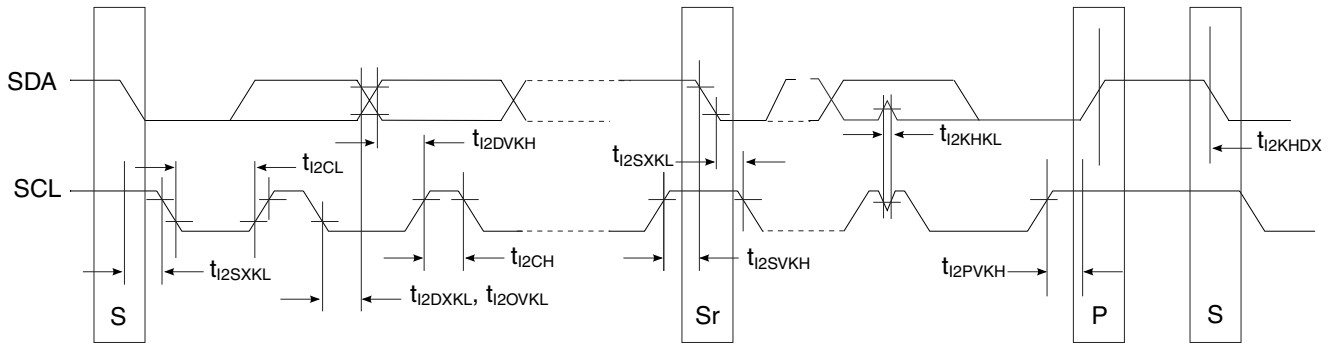 SDA
SCL
tI2DVKH
tI2CL
tI2SXKL
tI2KHKL
tI2KHDX
tI2SXKL
tI2CH
tI2DXKL, tI2OVKL
tI2SVKH
tI2PVKH
S
Sr
P
S